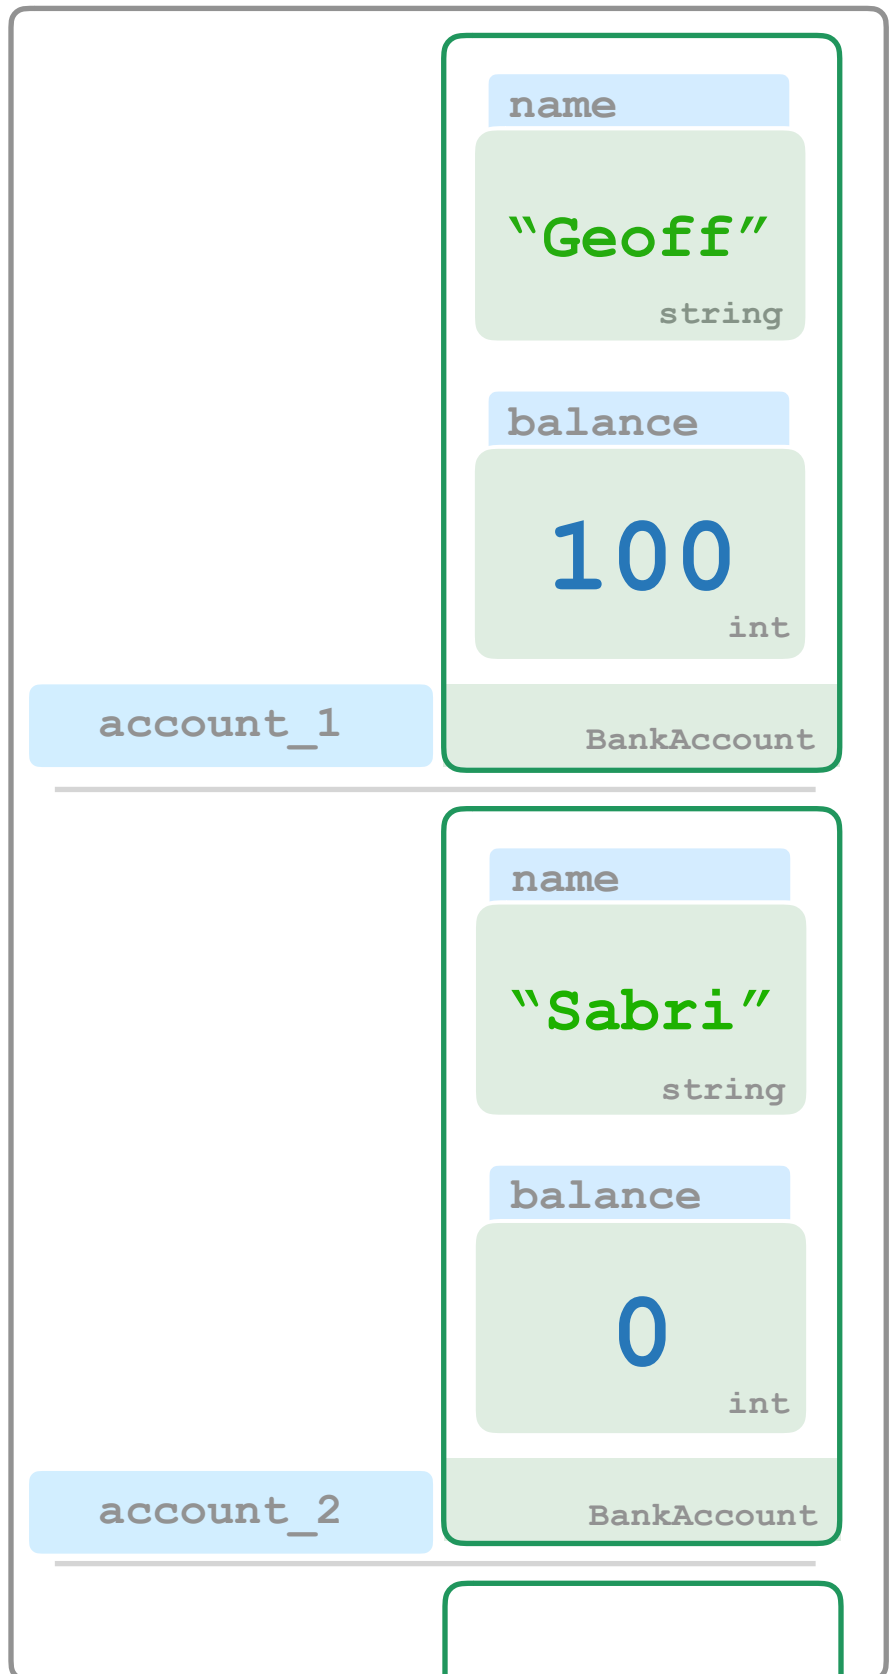 name
“Geoff”
string
balance
100
int
account_1
BankAccount
name
“Sabri”
string
balance
0
int
account_2
BankAccount